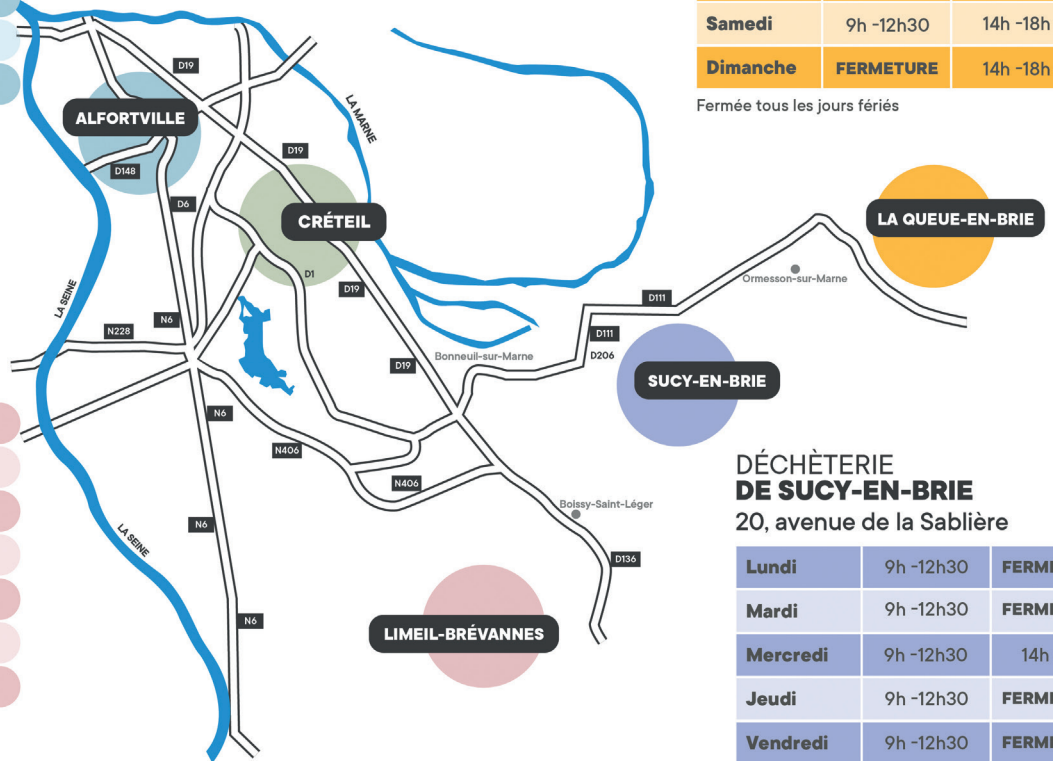 Samedi 9h -12h30 14h -18h
Dimanche FERMETURE 14h -18h
Fermée tous les jours fériés
D19
ALFORTVILLE
LA MARNE
D19
D148
D6
CRÉTEIL
LA QUEUE-EN-BRIE
D1
D19
Ormesson-sur-Marne
LA SEINE
D111
N6
N228
D111
Bonneuil-sur-Marne
D206
D19
SUCY-EN-BRIE
N6
N406
DÉCHÈTERIE
DE SUCY-EN-BRIE
20, avenue de la Sablière
N406
Boissy-Saint-Léger
N6
LA SEINE
D136
N6
LIMEIL-BRÉVANNES
Lundi 9h -12h30
Mardi 9h -12h30
Mercredi 9h -12h30 14h
Jeudi 9h -12h30
Vendredi 9h -12h30